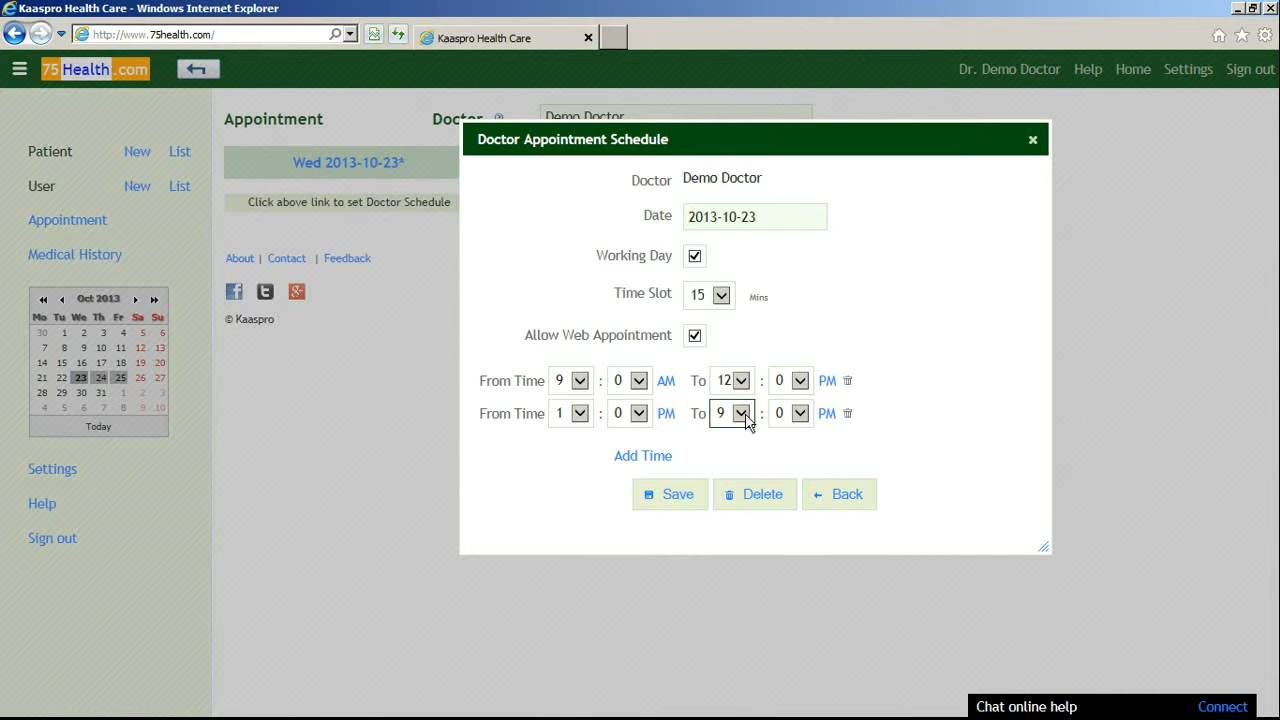 Kaaspro Health Care - Windows Internet Explorer
http://www.75health.com/
Kaaspro Health Care
75 Health .com
Dr. Demo Doctor Help Home Settings Sign out
Patient New List
User New List
Appointment
Medical History
Oct 2013
Mo Tu We Th Fr Sa Su
30 1 2 3 4 5 6
7 8 9 10 11 12 13
14 15 16 17 18 19 20
21 22 23 24 25 26 27
28 29 30 31 1 2 3
4 5 6 7 8 9 10
Today
Settings
Help
Sign out
Appointment Doctor Demo Doctor
Wed 2013-10-23*
Click above link to set Doctor Schedule
About | Contact | Feedback
© Kaaspro
Doctor Appointment Schedule
Doctor Demo Doctor
Date 2013-10-23
Working Day
Time Slot 15 Mins
Allow Web Appointment
From Time 9 : 0 AM To 12 : 0 PM
From Time 1 : 0 PM To 9 : 0 PM
Add Time
Save Delete Back
Chat online help Connect